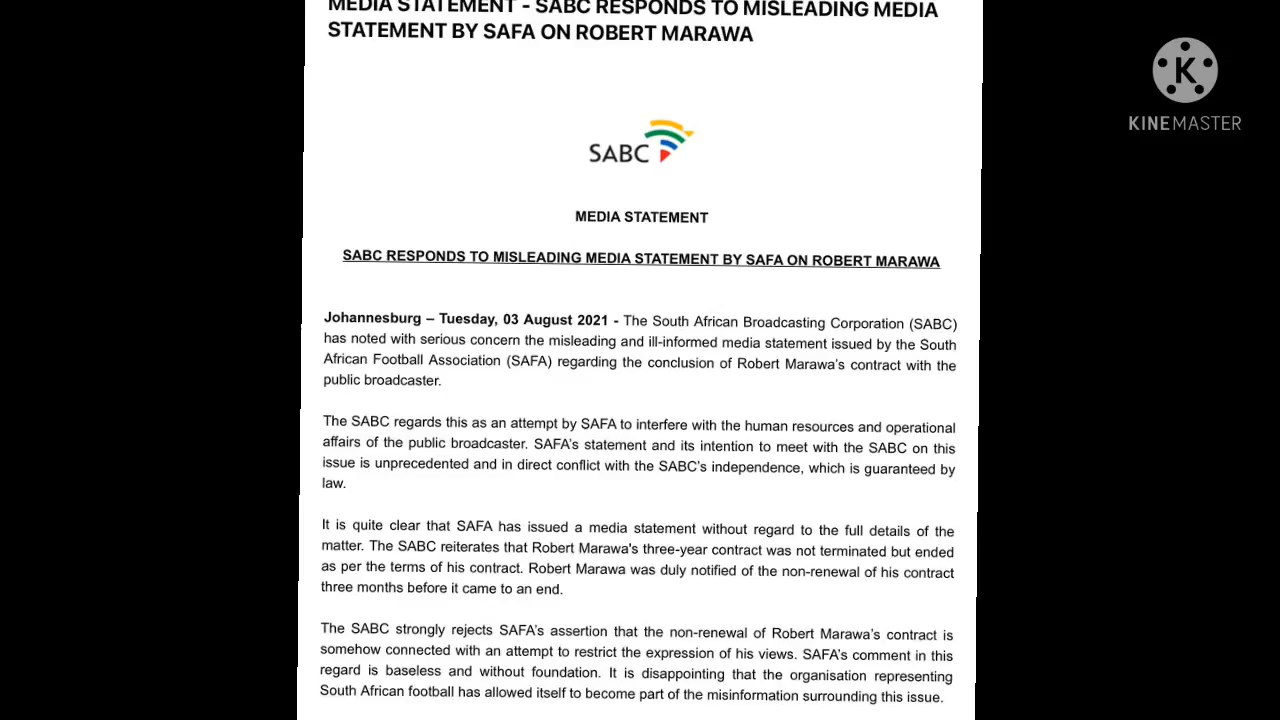 MEDIA STATEMENT - SABC RESPONDS TO MISLEADING MEDIA
STATEMENT BY SAFA ON ROBERT MARAWA
K
KINEMASTER
SABC
MEDIA STATEMENT
SABC RESPONDS TO MISLEADING MEDIA STATEMENT BY SAFA ON ROBERT MARAWA
Johannesburg – Tuesday, 03 August 2021 - The South African Broadcasting Corporation (SABC)
has noted with serious concern the misleading and ill-informed media statement issued by the South
African Football Association (SAFA) regarding the conclusion of Robert Marawa's contract with the
public broadcaster.
The SABC regards this as an attempt by SAFA to interfere with the human resources and operational
affairs of the public broadcaster. SAFA's statement and its intention to meet with the SABC on this
issue is unprecedented and in direct conflict with the SABC's independence, which is guaranteed by
law.
It is quite clear that SAFA has issued a media statement without regard to the full details of the
matter. The SABC reiterates that Robert Marawa's three-year contract was not terminated but ended
as per the terms of his contract. Robert Marawa was duly notified of the non-renewal of his contract
three months before it came to an end.
The SABC strongly rejects SAFA's assertion that the non-renewal of Robert Marawa's contract is
somehow connected with an attempt to restrict the expression of his views. SAFA's comment in this
regard is baseless and without foundation. It is disappointing that the organisation representing
South African football has allowed itself to become part of the misinformation surrounding this issue.